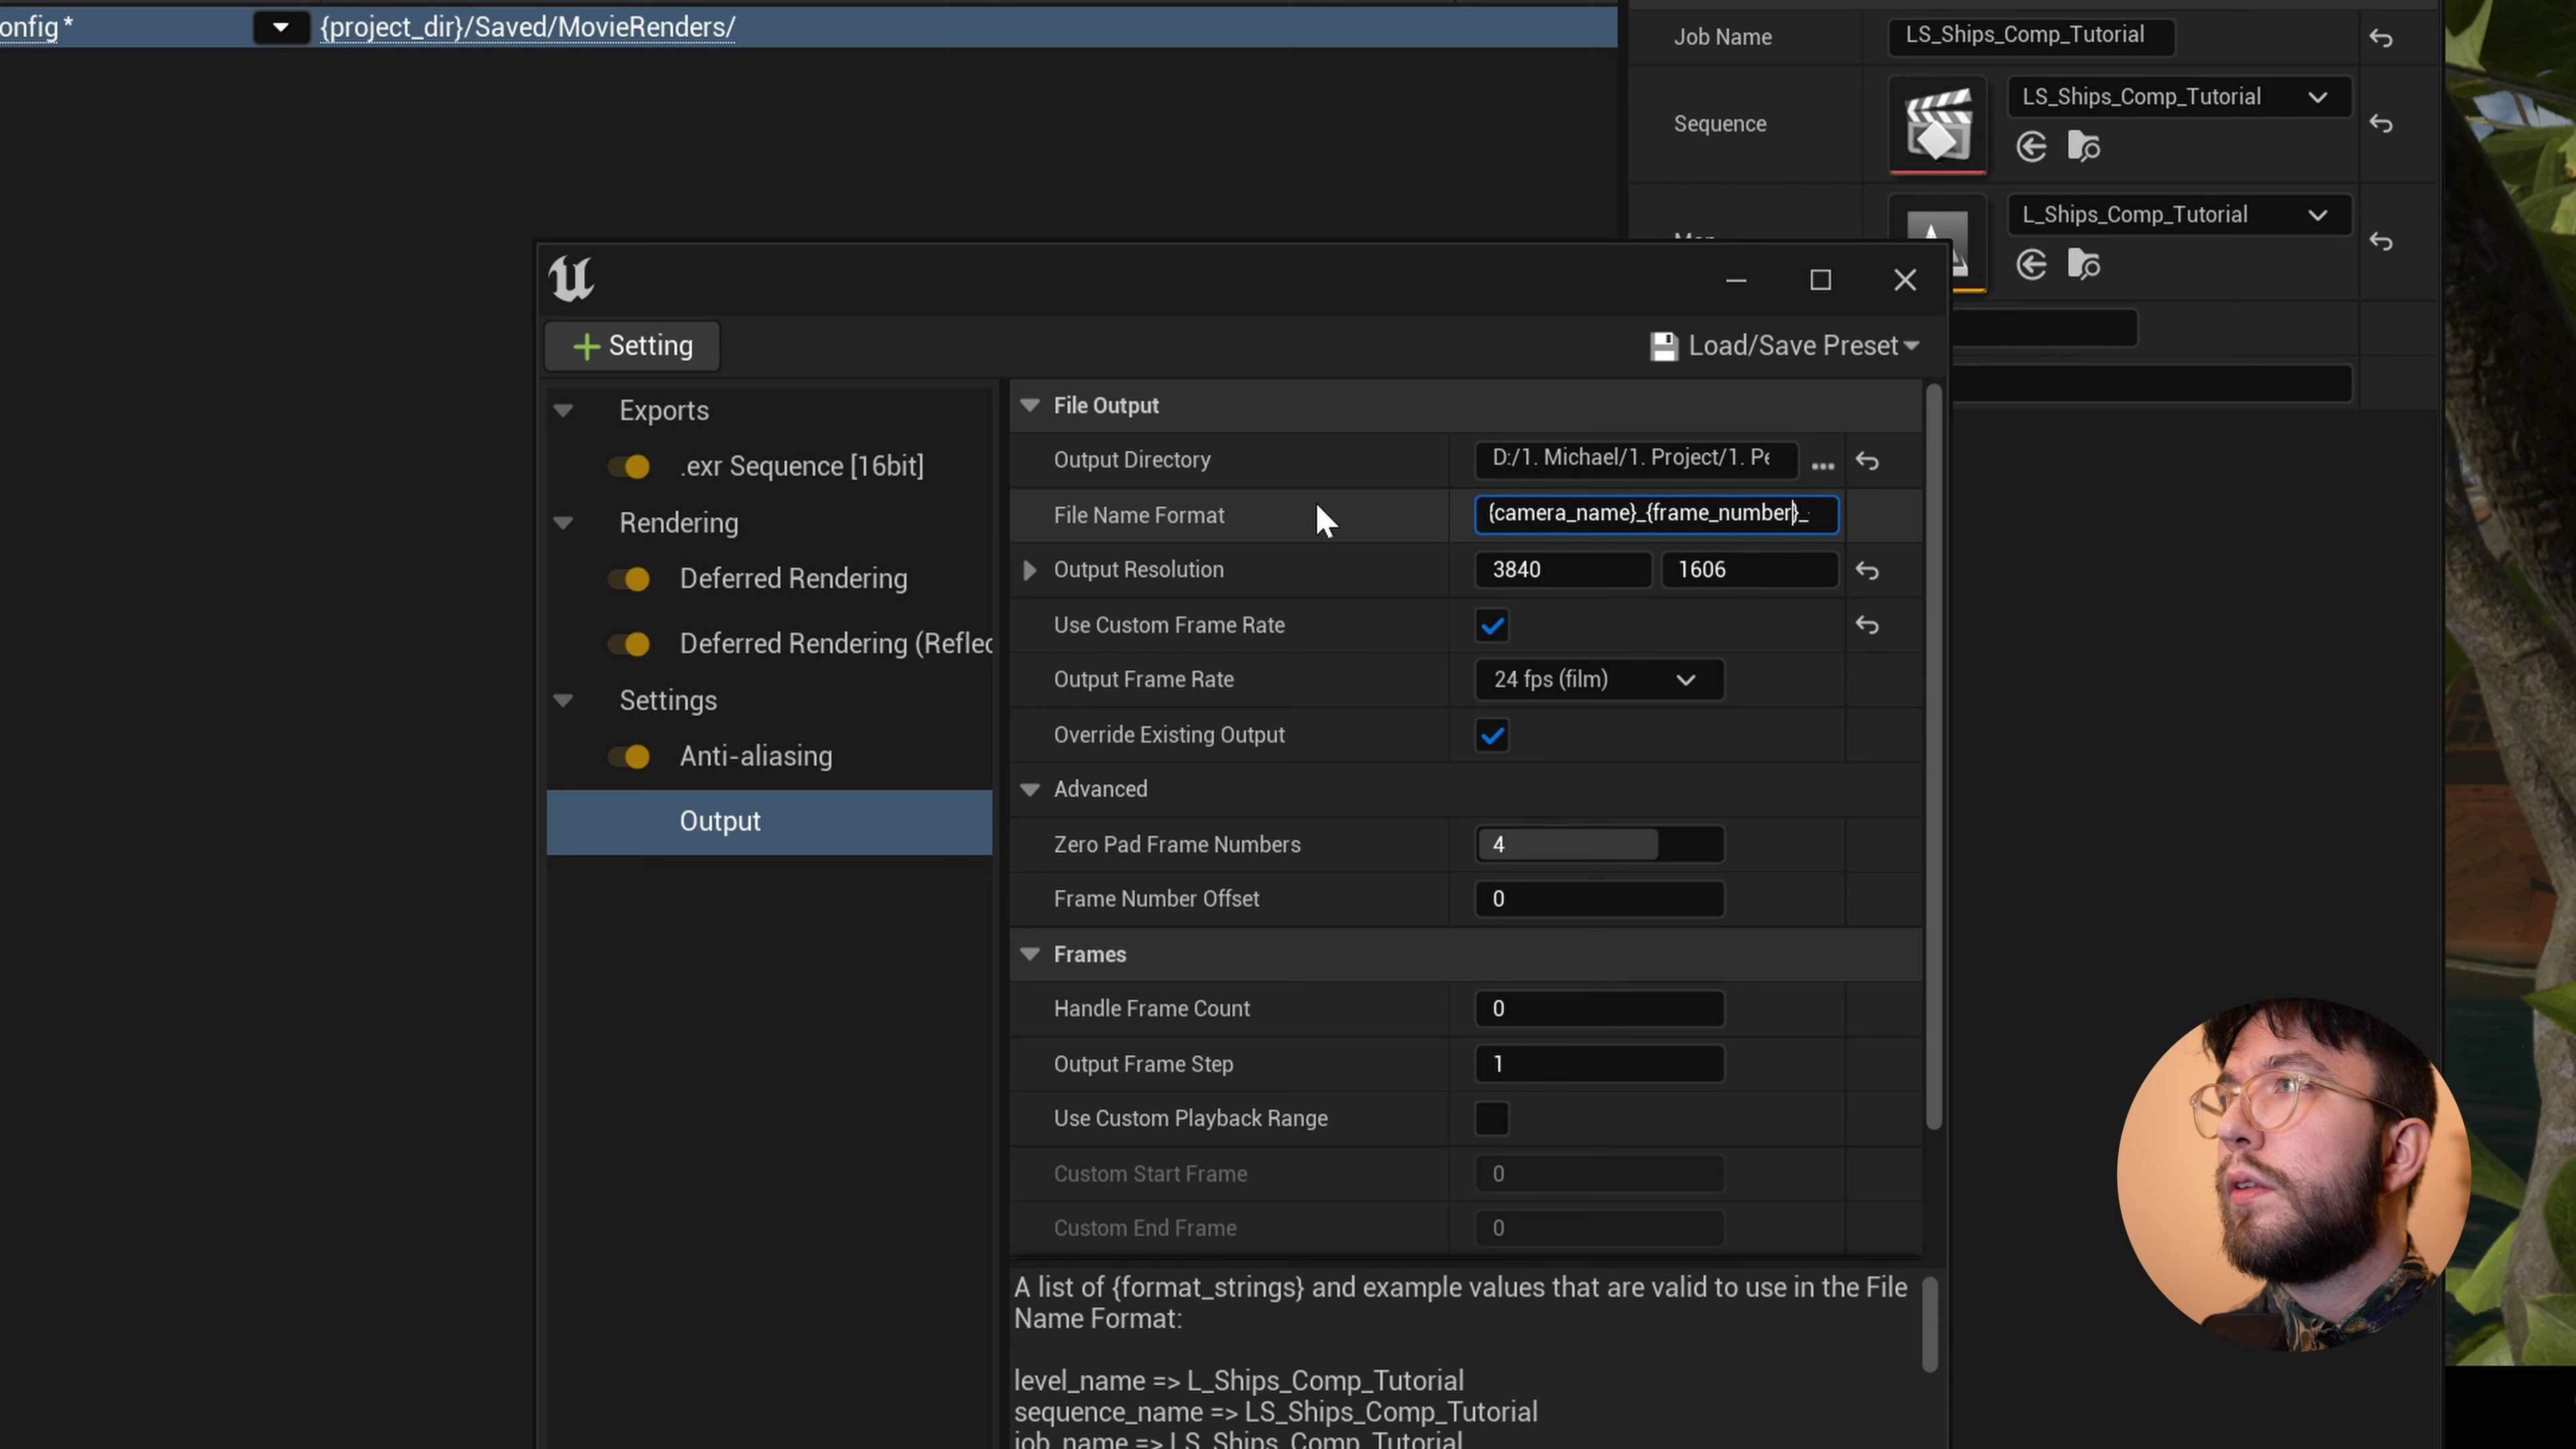 onfig*
{project_dir}/Saved/MovieRenders/
Job Name
LS_Ships_Comp_Tutorial
Sequence
LS_Ships_Comp_Tutorial
L_Ships_Comp_Tutorial
Setting
Load/Save Preset
Exports
.exr Sequence [16bit]
Rendering
Deferred Rendering
Deferred Rendering (Reflec
Settings
Anti-aliasing
Output
File Output
Output Directory
D:/1. Michael/1. Project/1. Pe
File Name Format
{camera_name}_{frame_number}_
Output Resolution
3840
1606
Use Custom Frame Rate
Output Frame Rate
24 fps (film)
Override Existing Output
Advanced
Zero Pad Frame Numbers
4
Frame Number Offset
0
Frames
Handle Frame Count
0
Output Frame Step
1
Use Custom Playback Range
Custom Start Frame
0
Custom End Frame
0
A list of {format_strings} and example values that are valid to use in the File
Name Format:
level_name => L_Ships_Comp_Tutorial
sequence_name => LS_Ships_Comp_Tutorial
job_name => LS_Ships_Comp_Tutorial